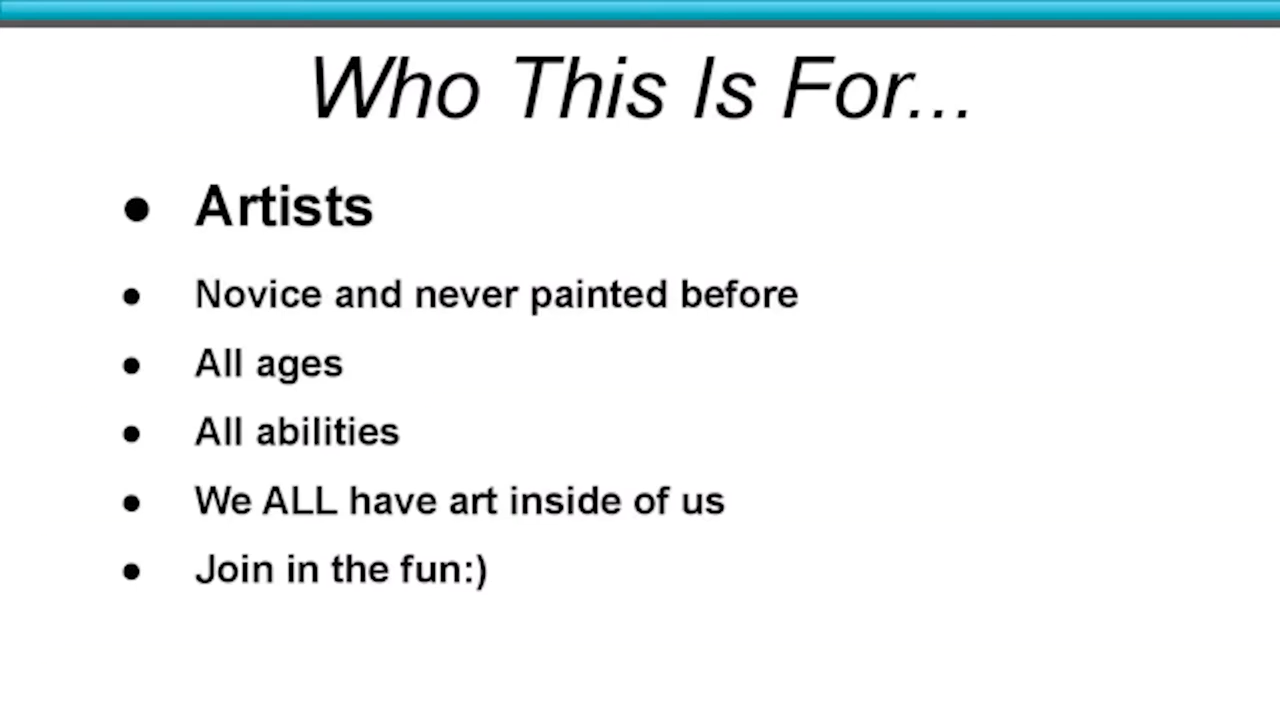 Who This Is For...
● Artists
● Novice and never painted before
● All ages
● All abilities
● We ALL have art inside of us
● Join in the fun:)